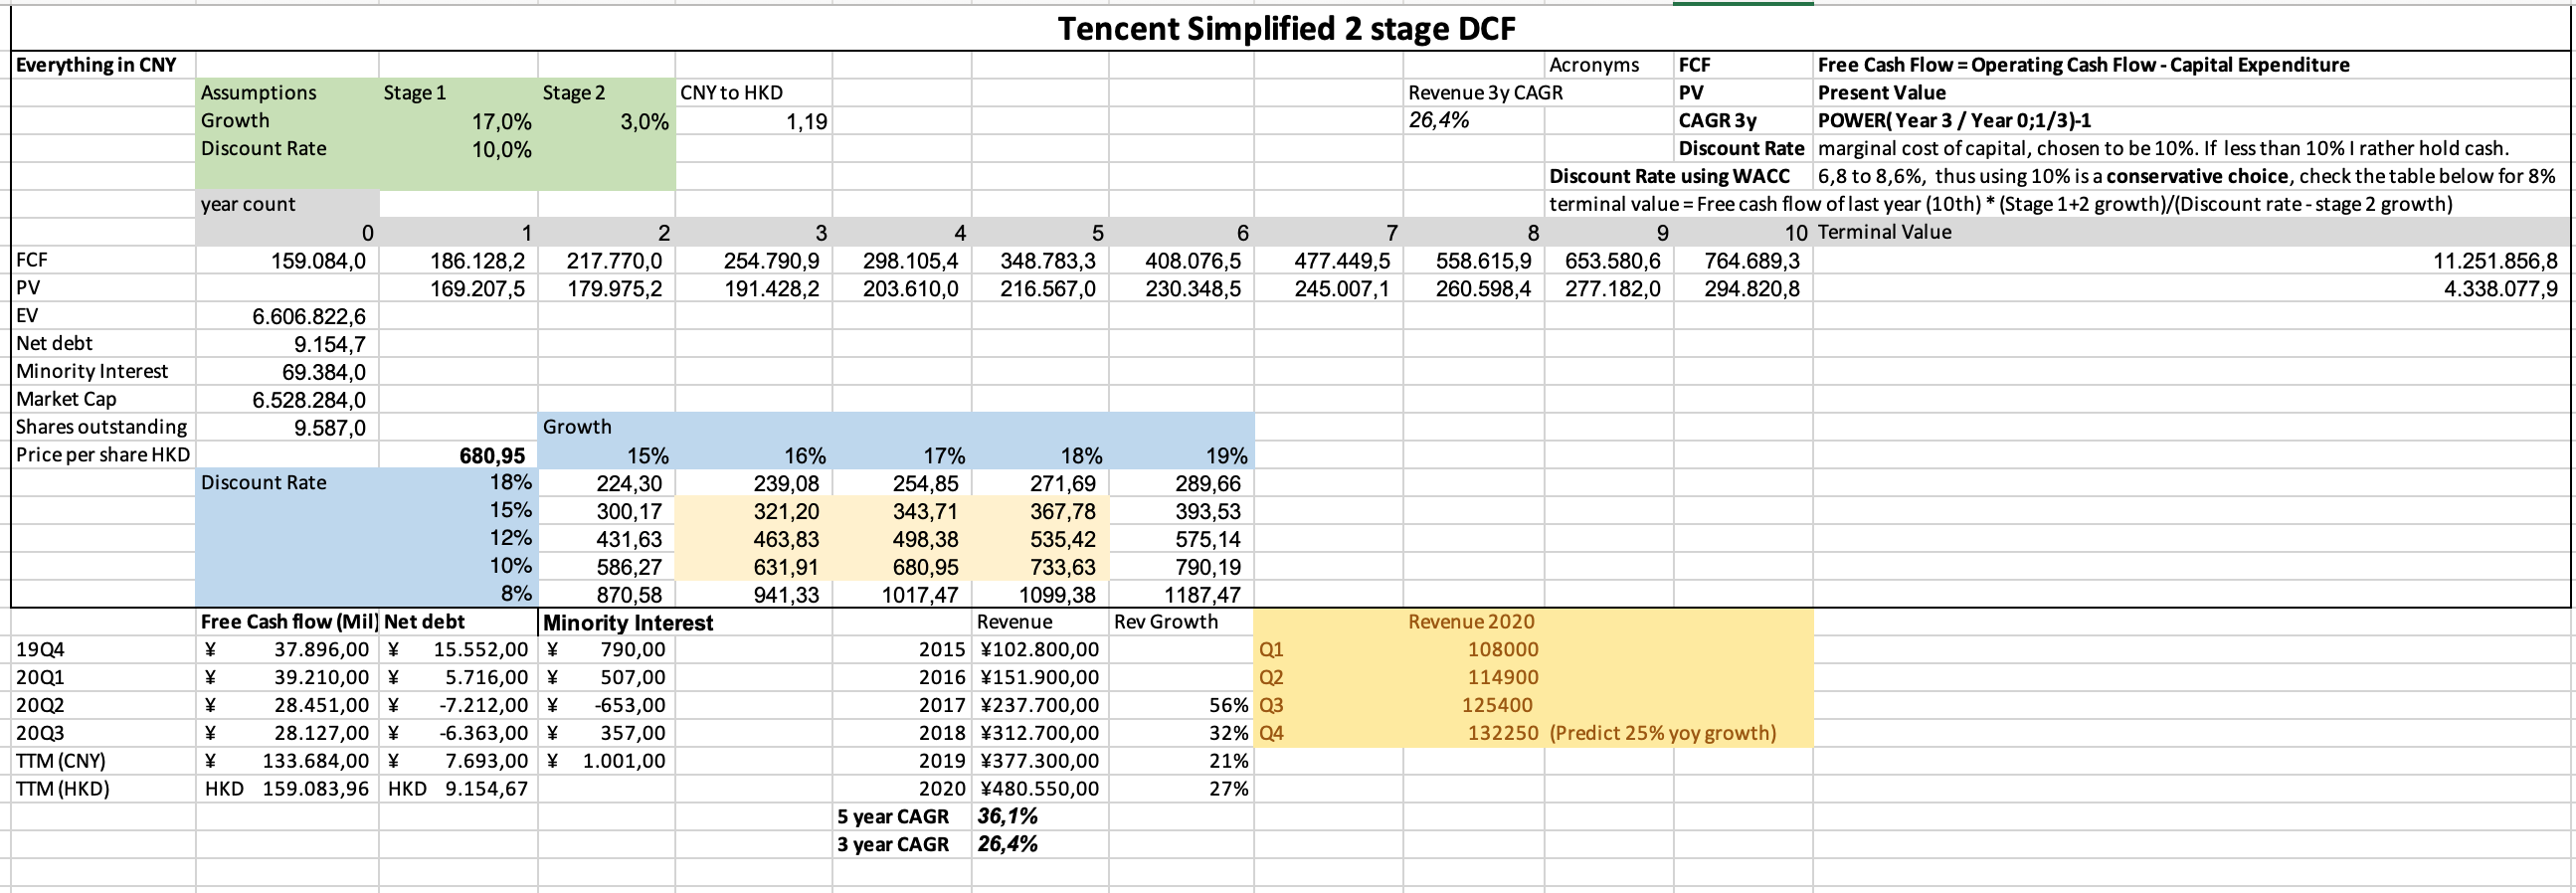 Tencent Simplified 2 stage DCF
Everything in CNY Acronyms FCF Free Cash Flow = Operating Cash Flow - Capital Expenditure
Assumptions Stage 1 Stage 2 CNY to HKD Revenue 3y CAGR PV Present Value
Growth 17,0% 3,0% 1,19 26,4% CAGR 3y POWER( Year 3 / Year 0;1/3)-1
Discount Rate 10,0% Discount Rate marginal cost of capital, chosen to be 10%. If less than 10% I rather hold cash.
Discount Rate using WACC 6,8 to 8,6%, thus using 10% is a conservative choice, check the table below for 8%
year count terminal value = Free cash flow of last year (10th) * (Stage 1+2 growth)/(Discount rate - stage 2 growth)
0 1 2 3 4 5 6 7 8 9 10 Terminal Value
FCF 159.084,0 186.128,2 217.770,0 254.790,9 298.105,4 348.783,3 408.076,5 477.449,5 558.615,9 653.580,6 764.689,3 11.251.856,8
PV 169.207,5 179.975,2 191.428,2 203.610,0 216.567,0 230.348,5 245.007,1 260.598,4 277.182,0 294.820,8 4.338.077,9
EV 6.606.822,6
Net debt 9.154,7
Minority Interest 69.384,0
Market Cap 6.528.284,0
Shares outstanding 9.587,0 Growth
Price per share HKD 680,95 15% 16% 17% 18% 19%
Discount Rate 18% 224,30 239,08 254,85 271,69 289,66
15% 300,17 321,20 343,71 367,78 393,53
12% 431,63 463,83 498,38 535,42 575,14
10% 586,27 631,91 680,95 733,63 790,19
8% 870,58 941,33 1017,47 1099,38 1187,47
Free Cash flow (Mil) Net debt Minority Interest Revenue Rev Growth Revenue 2020
19Q4 ¥ 37.896,00 ¥ 15.552,00 ¥ 790,00 2015 ¥102.800,00 Q1 108000
20Q1 ¥ 39.210,00 ¥ 5.716,00 ¥ 507,00 2016 ¥151.900,00 Q2 114900
20Q2 ¥ 28.451,00 ¥ -7.212,00 ¥ -653,00 2017 ¥237.700,00 56% Q3 125400
20Q3 ¥ 28.127,00 ¥ -6.363,00 ¥ 357,00 2018 ¥312.700,00 32% Q4 132250 (Predict 25% yoy growth)
TTM (CNY) ¥ 133.684,00 ¥ 7.693,00 ¥ 1.001,00 2019 ¥377.300,00 21%
TTM (HKD) HKD 159.083,96 HKD 9.154,67 2020 ¥480.550,00 27%
5 year CAGR 36,1%
3 year CAGR 26,4%